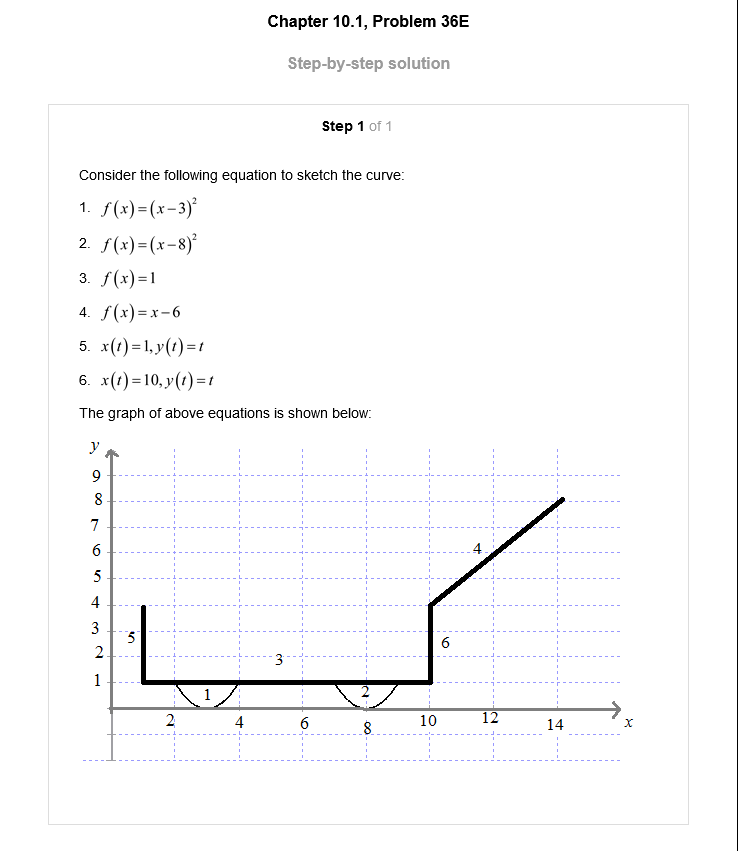 Chapter 10.1, Problem 36E
Step-by-step solution
Step 1 of 1
Consider the following equation to sketch the curve:
1. f(x)=(x−3)²
2. f(x)=(x−8)²
3. f(x)=1
4. f(x)=x−6
5. x(t)=1, y(t)=t
6. x(t)=10, y(t)=t
The graph of above equations is shown below:
y
9
8
7
6
5
4
3
2
1
5
3
1
2
4
6
2
4
6
8
10
12
14
x